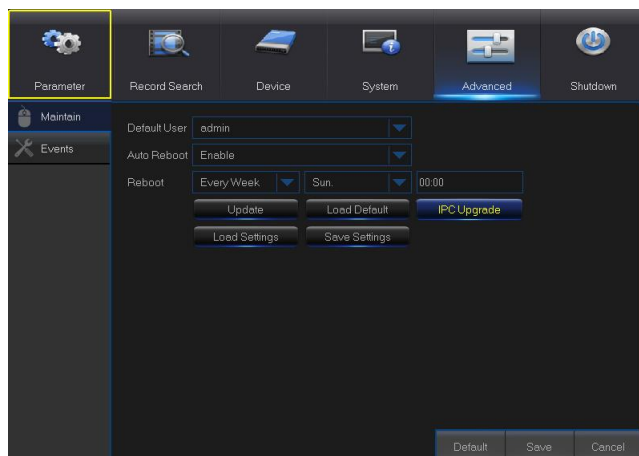 Parameter Record Search Device System Advanced Shutdown
Maintain
Events
Default User admin
Auto Reboot Enable
Reboot Every Week Sun. 00:00
Update Load Default IPC Upgrade
Load Settings Save Settings
Default Save Cancel